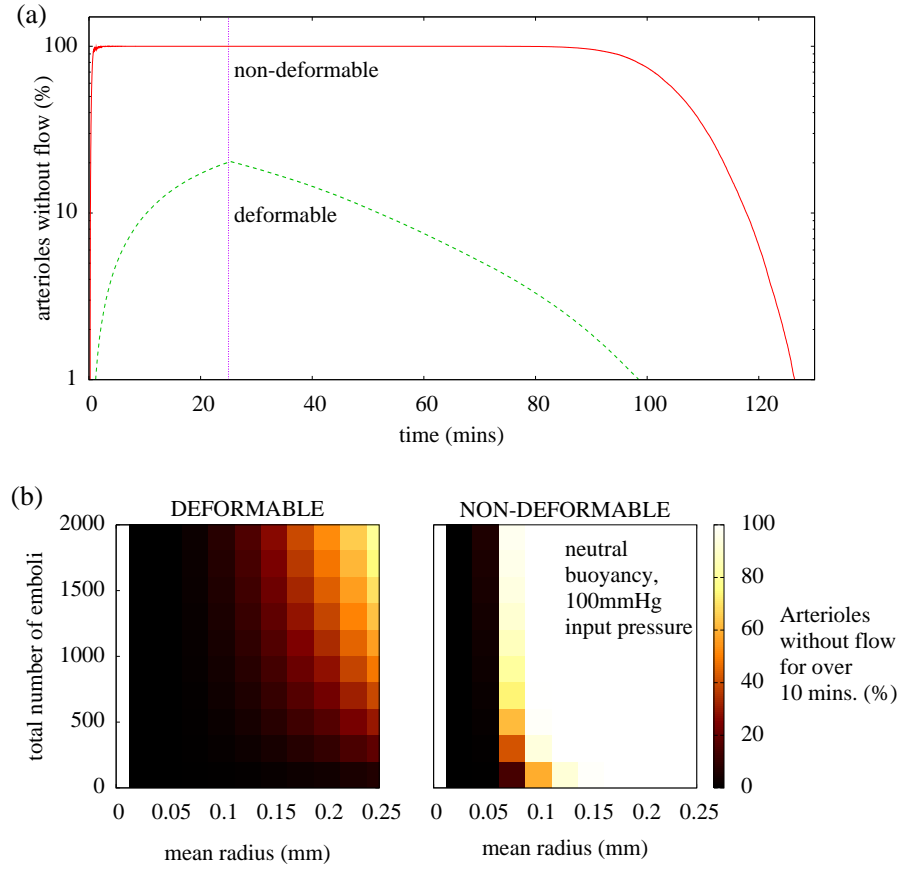 (a)
100
10
1
arterioles without flow (%)
non-deformable
deformable
0 20 40 60 80 100 120
time (mins)
(b)
DEFORMABLE
NON-DEFORMABLE
2000
1500
1000
500
0
total number of emboli
0 0.05 0.1 0.15 0.2 0.25
mean radius (mm)
neutral
buoyancy,
100mmHg
input pressure
0 0.05 0.1 0.15 0.2 0.25
mean radius (mm)
100
80
60
40
20
0
Arterioles
without flow
for over
10 mins. (%)